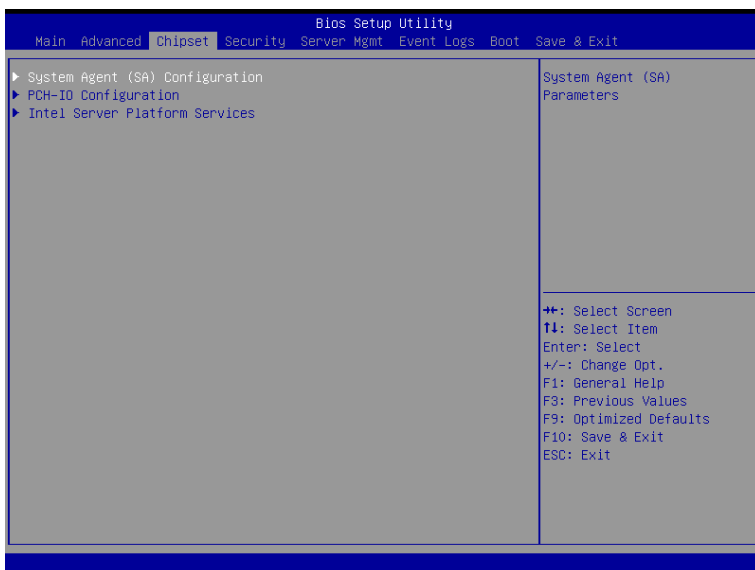 Bios Setup Utility
Main Advanced Chipset Security Server Mgmt Event Logs Boot Save & Exit
System Agent (SA) Configuration
PCH-IO Configuration
Intel Server Platform Services
System Agent (SA)
Parameters
→←: Select Screen
↑↓: Select Item
Enter: Select
+/-: Change Opt.
F1: General Help
F3: Previous Values
F9: Optimized Defaults
F10: Save & Exit
ESC: Exit